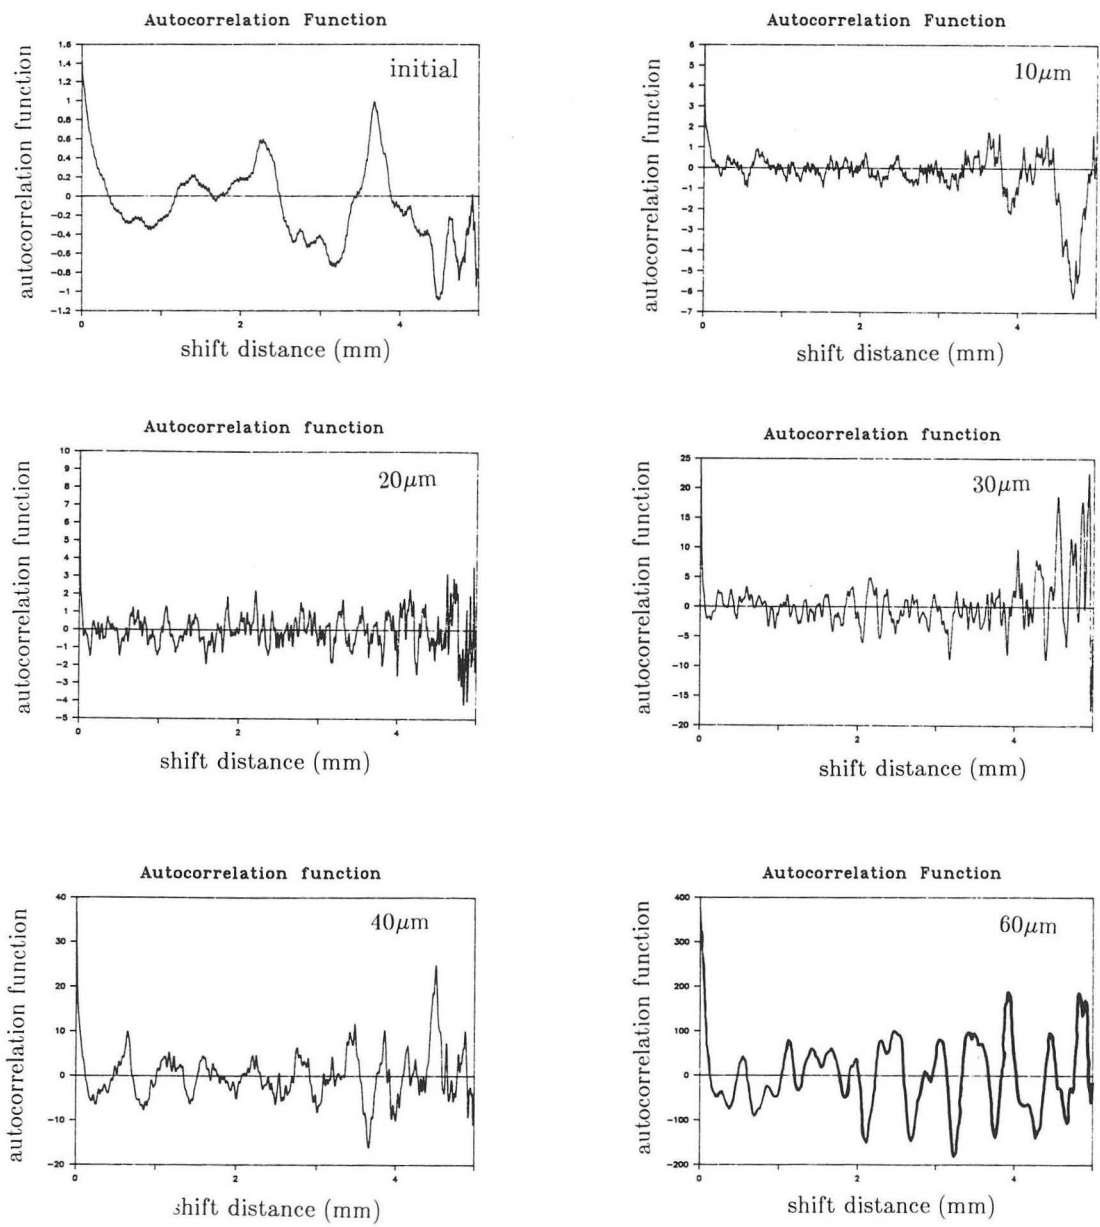 Autocorrelation Function
initial
autocorrelation function
1.6
1.4
1.2
1
0.8
0.6
0.4
0.2
0
-0.2
-0.4
-0.6
-0.8
-1
-1.2
0 2 4
shift distance (mm)
Autocorrelation Function
10μm
autocorrelation function
6
5
4
3
2
1
0
-1
-2
-3
-4
-5
-6
-7
0 2 4
shift distance (mm)
Autocorrelation function
20μm
autocorrelation function
10
9
8
7
6
5
4
3
2
1
0
-1
-2
-3
-4
-5
0 2 4
shift distance (mm)
Autocorrelation function
30μm
autocorrelation function
25
20
15
10
5
0
-5
-10
-15
-20
0 2 4
shift distance (mm)
Autocorrelation function
40μm
autocorrelation function
40
30
20
10
0
-10
-20
0 2 4
shift distance (mm)
Autocorrelation Function
60μm
autocorrelation function
400
300
200
100
0
-100
-200
0 2 4
shift distance (mm)